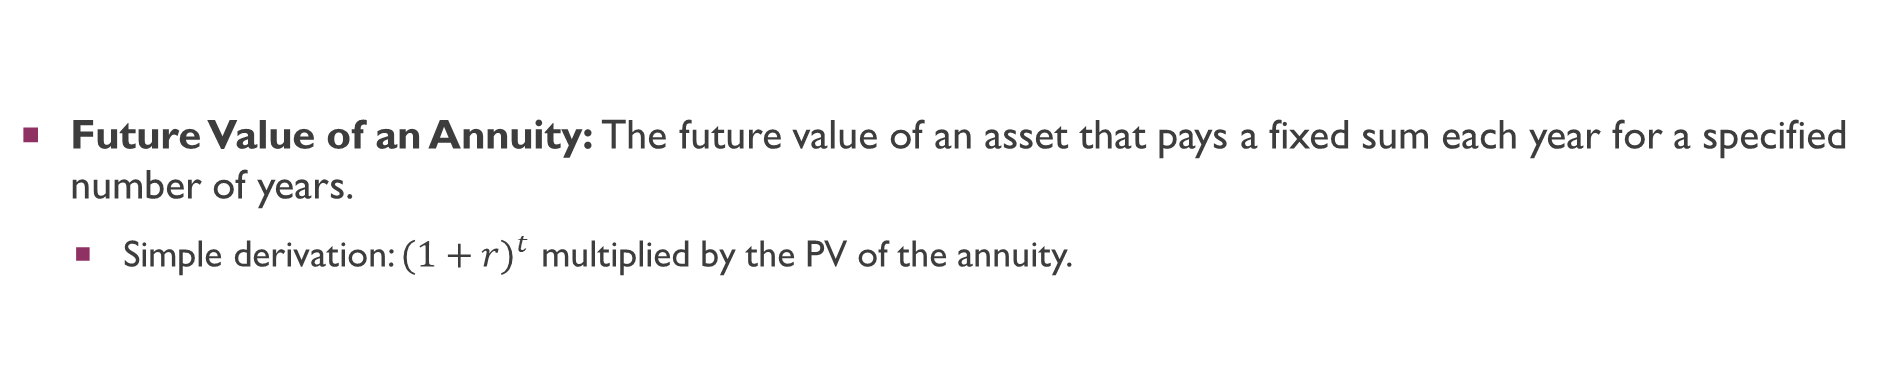 ▪ Future Value of an Annuity: The future value of an asset that pays a fixed sum each year for a specified
number of years.
▪ Simple derivation: $(1 + r)^t$ multiplied by the PV of the annuity.